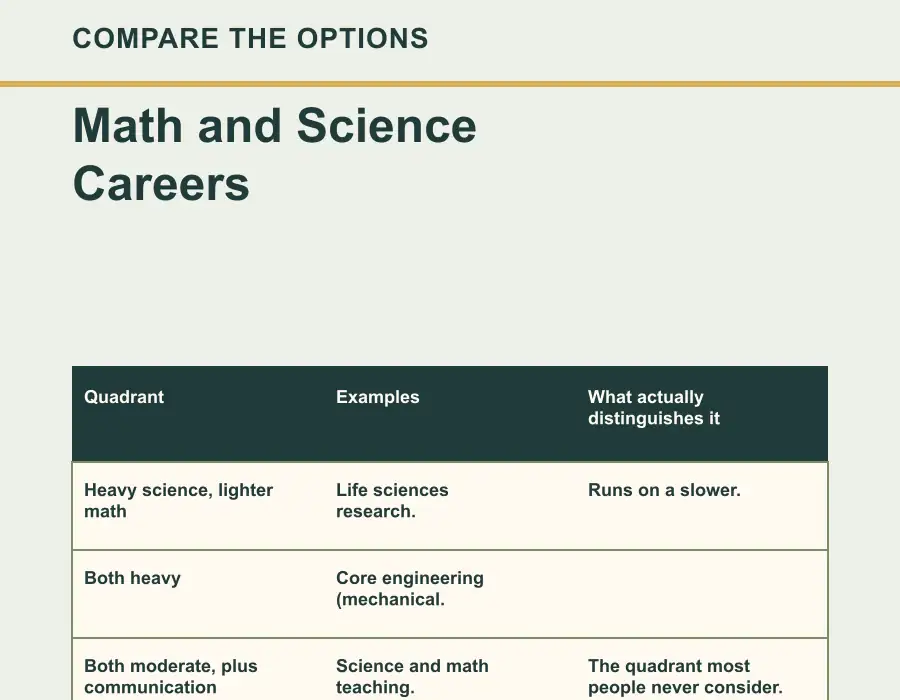 COMPARE THE OPTIONS
Math and Science
Careers
Quadrant
Examples
What actually
distinguishes it
Heavy science, lighter
math
Life sciences
research.
Runs on a slower.
Both heavy
Core engineering
(mechanical.
Both moderate, plus
communication
Science and math
teaching.
The quadrant most
people never consider.